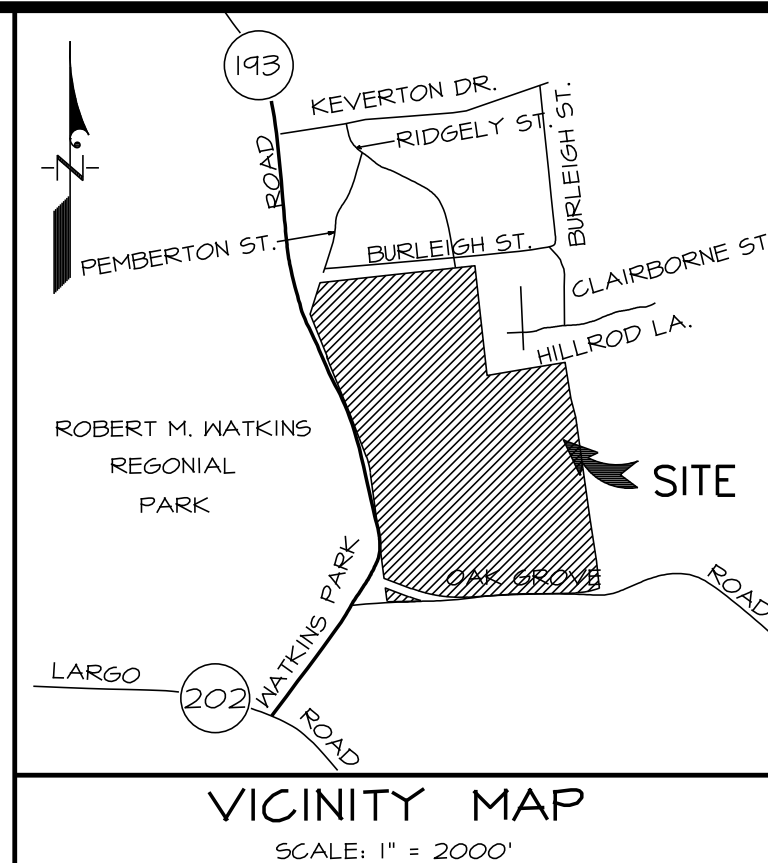 193
KEVERTON DR.
RIDGELY ST.
BURLEIGH ST.
ROAD
PEMBERTON ST.
BURLEIGH ST.
CLAIRBORNE ST
HILLROD LA.
N
ROBERT M. WATKINS
REGONIAL
PARK
SITE
OAK GROVE
ROAD
WATKINS PARK
LARGO
202
ROAD
VICINITY MAP
SCALE: 1" = 2000'